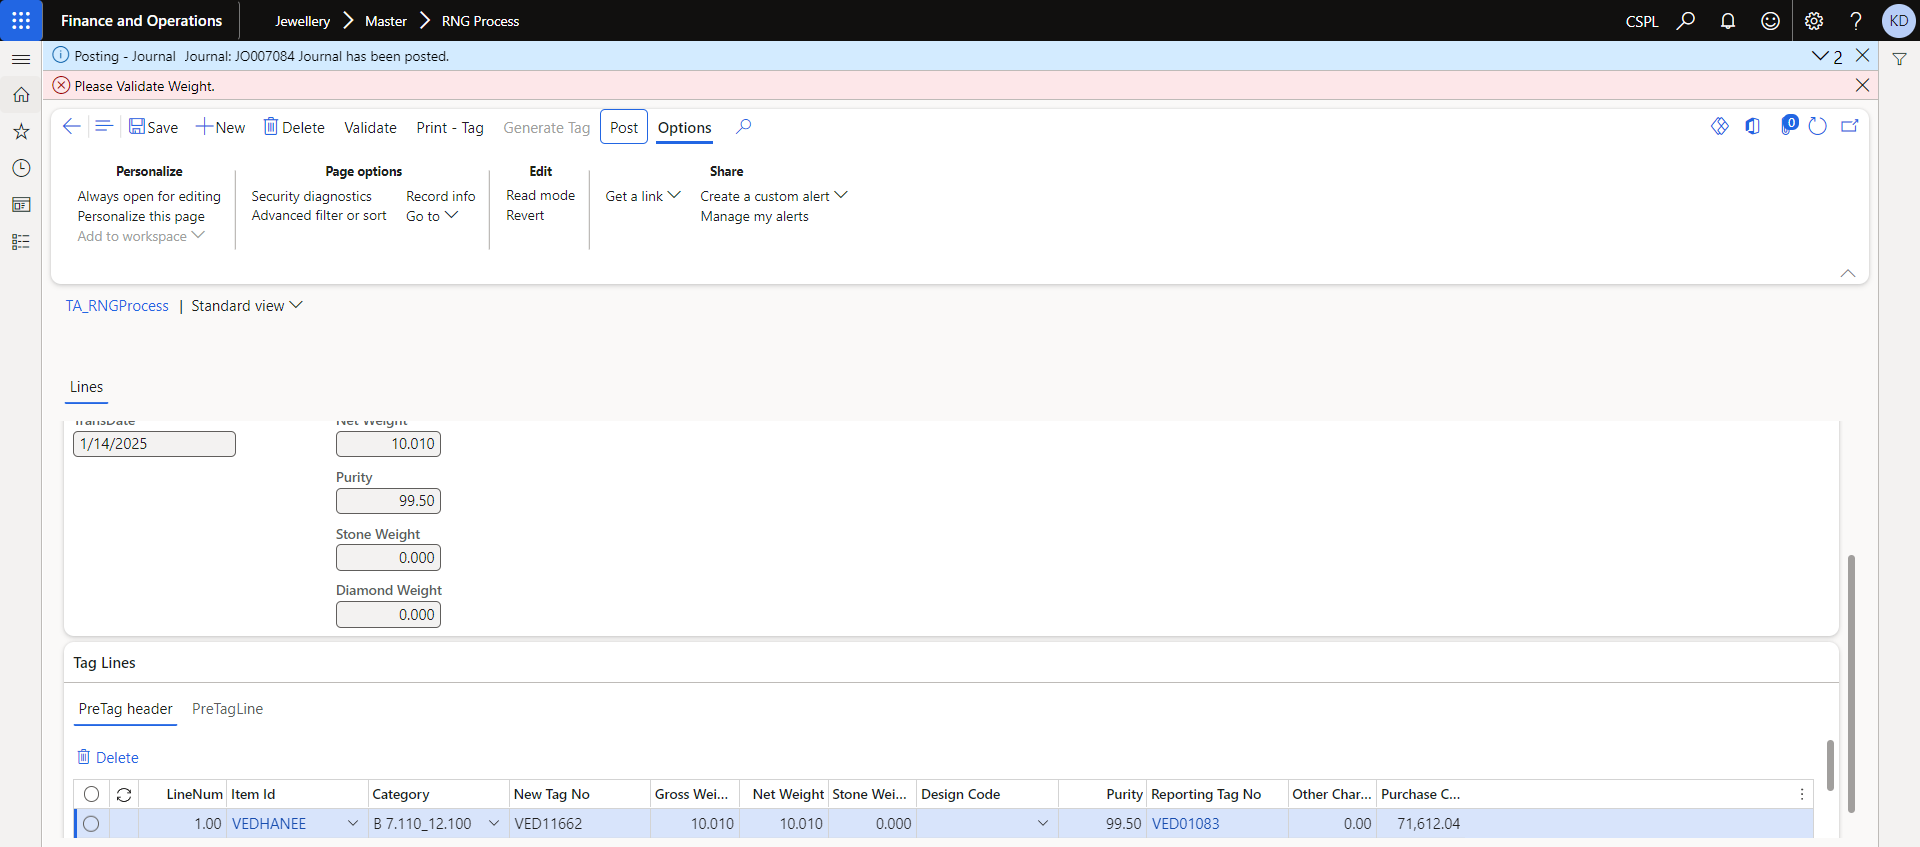 Finance and Operations
Jewellery > Master > RNG Process
CSPL
KD
Posting - Journal Journal: JO007084 Journal has been posted.
2
Please Validate Weight.
Save
New
Delete
Validate
Print - Tag
Generate Tag
Post
Options
0
Personalize
Always open for editing
Personalize this page
Add to workspace
Page options
Security diagnostics
Advanced filter or sort
Record info
Go to
Edit
Read mode
Revert
Share
Get a link
Create a custom alert
Manage my alerts
TA_RNGProcess | Standard view
Lines
TransDate
1/14/2025
Net Weight
10.010
Purity
99.50
Stone Weight
0.000
Diamond Weight
0.000
Tag Lines
PreTag header PreTagLine
Delete
LineNum Item Id Category New Tag No Gross Wei... Net Weight Stone Wei... Design Code Purity Reporting Tag No Other Char... Purchase C...
1.00 VEDHANEE B 7.110_12.100 VED11662 10.010 10.010 0.000 99.50 VED01083 0.00 71,612.04